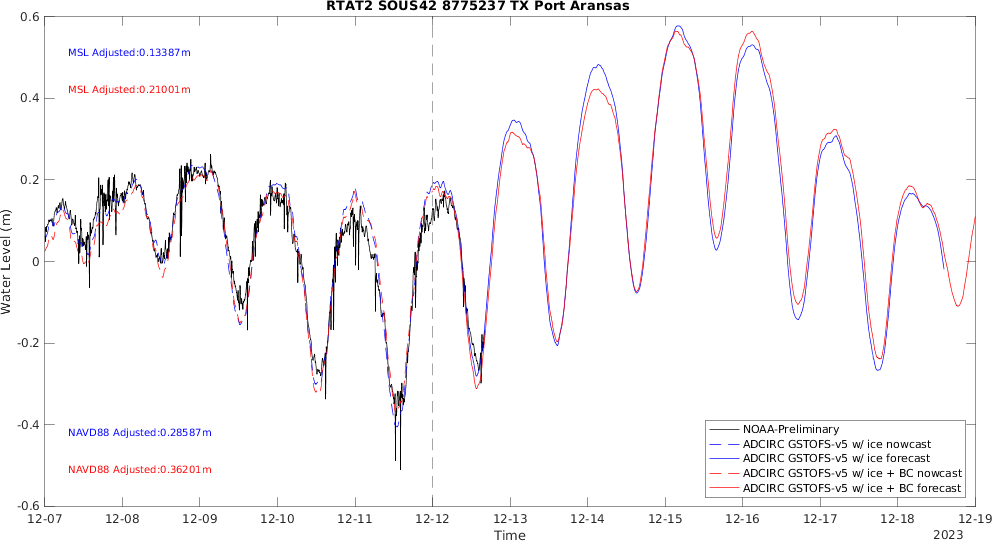 RTAT2 SOUS42 8775237 TX Port Aransas
0.6
MSL Adjusted:0.13387m
MSL Adjusted:0.21001m
0.4
0.2
0
-0.2
-0.4
-0.6
Water Level (m)
NAVD88 Adjusted:0.28587m
NAVD88 Adjusted:0.36201m
NOAA-Preliminary
ADCIRC GSTOFS-v5 w/ ice nowcast
ADCIRC GSTOFS-v5 w/ ice forecast
ADCIRC GSTOFS-v5 w/ ice + BC nowcast
ADCIRC GSTOFS-v5 w/ ice + BC forecast
12-07 12-08 12-09 12-10 12-11 12-12 12-13 12-14 12-15 12-16 12-17 12-18 12-19
Time
2023